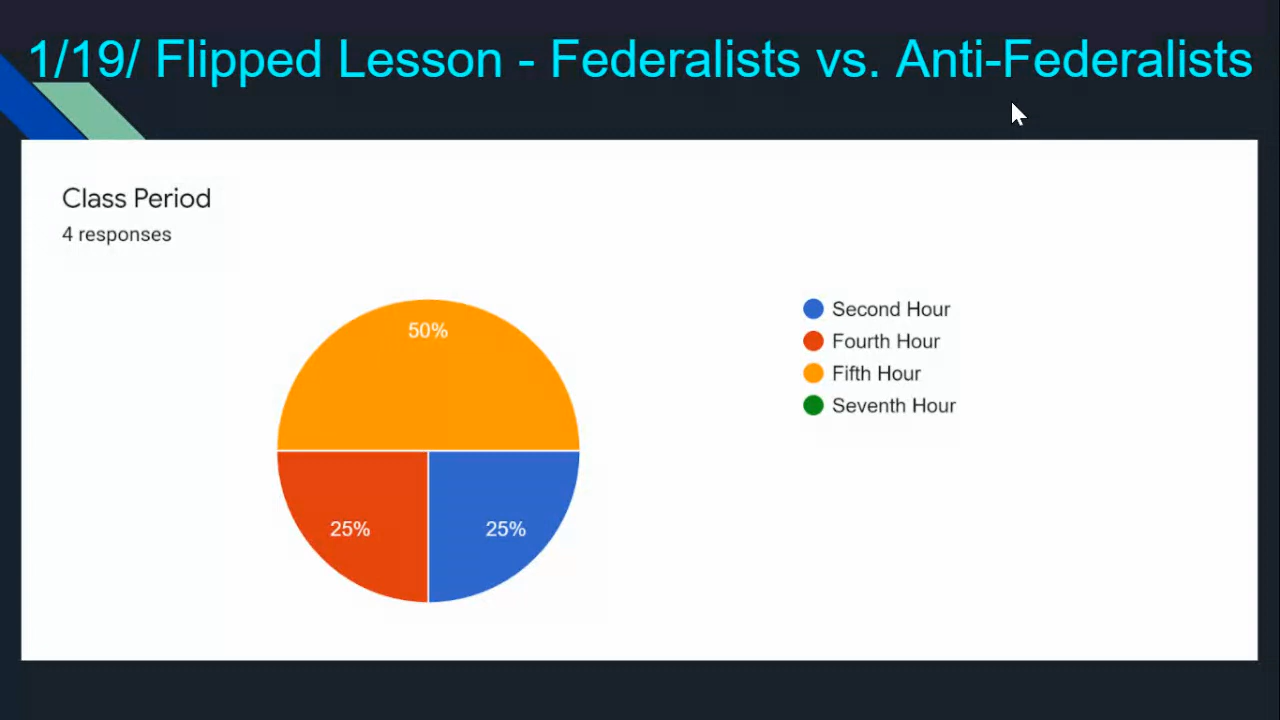 1/19/ Flipped Lesson - Federalists vs. Anti-Federalists
Class Period
4 responses
50%
25%
25%
Second Hour
Fourth Hour
Fifth Hour
Seventh Hour